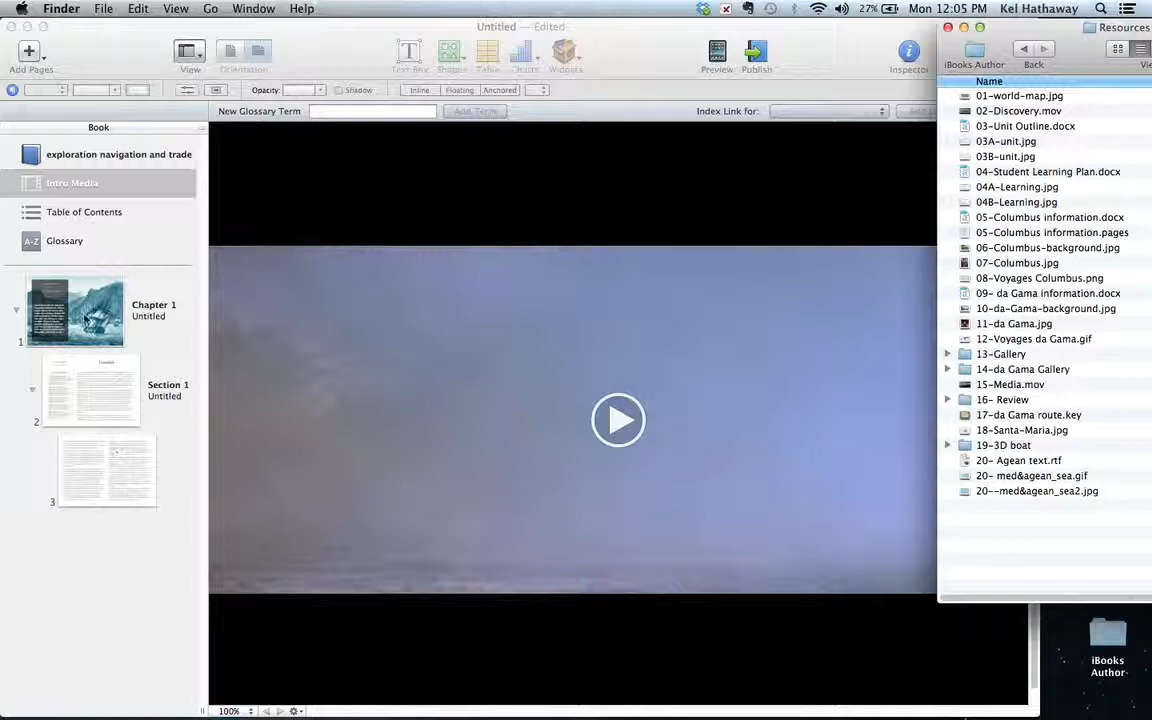 Finder File Edit View Go Window Help 27% Mon 12:05 PM Kel Hathaway
Untitled — Edited
Add Pages View Orientation Text Box Shapes Table Charts Widgets Preview Publish Inspector
Opacity: Shadow Inline Floating Anchored
New Glossary Term Add Term Index Link for:
Book
exploration navigation and trade
Intro Media
Table of Contents
A-Z Glossary
Chapter 1
Untitled
1
Section 1
Untitled
2
3
100%
Resources
iBooks Author Back
Name
01-world-map.jpg
02-Discovery.mov
03-Unit Outline.docx
03A-unit.jpg
03B-unit.jpg
04-Student Learning Plan.docx
04A-Learning.jpg
04B-Learning.jpg
05-Columbus information.docx
05-Columbus information.pages
06-Columbus-background.jpg
07-Columbus.jpg
08-Voyages Columbus.png
09- da Gama information.docx
10-da-Gama-background.jpg
11-da Gama.jpg
12-Voyages da Gama.gif
13-Gallery
14-da Gama Gallery
15-Media.mov
16- Review
17-da Gama route.key
18-Santa-Maria.jpg
19-3D boat
20- Agean text.rtf
20- med&agean_sea.gif
20--med&agean_sea2.jpg
iBooks
Author